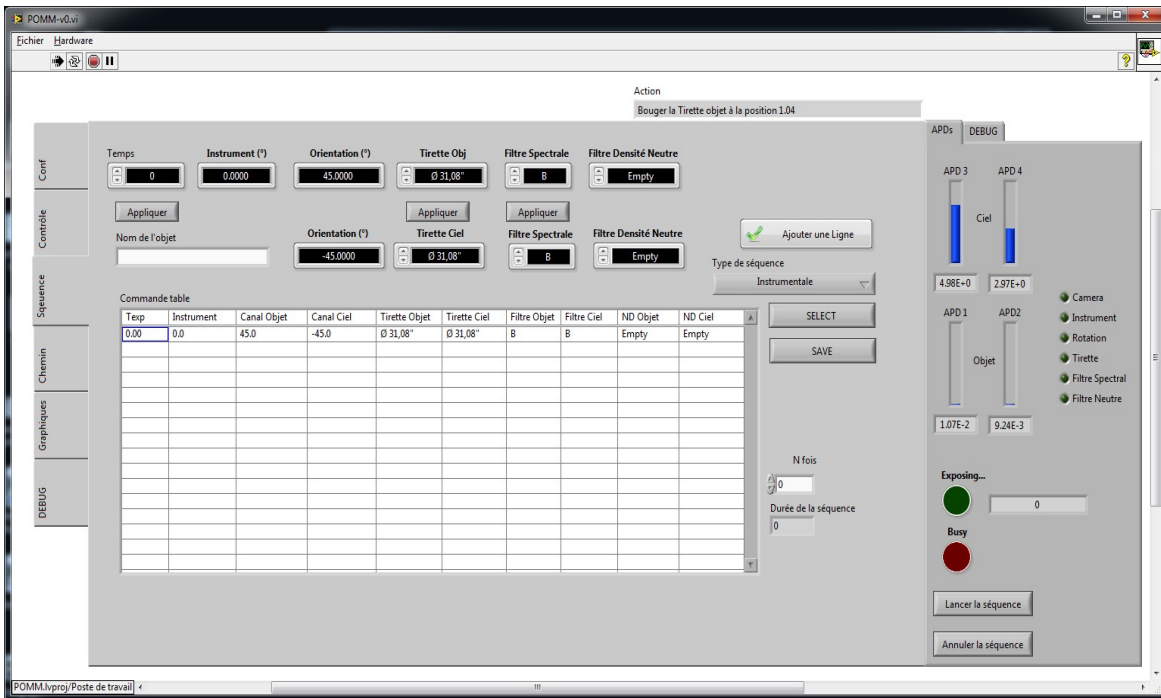 POMM-v0.vi
Fichier Hardware
Action
Bouger la Tirette objet à la position 1.04
Conf
Contrôle
Sqeuence
Chemin
Graphiques
DEBUG
Temps Instrument (°) Orientation (°) Tirette Obj Filtre Spectrale Filtre Densité Neutre
0 0.0000 45.0000 Ø 31,08" B Empty
Appliquer Appliquer Appliquer
Nom de l'objet
Orientation (°) Tirette Ciel Filtre Spectrale Filtre Densité Neutre
-45.0000 Ø 31,08" B Empty
Ajouter une Ligne
Type de séquence
Instrumentale
SELECT
SAVE
Commande table
Texp Instrument Canal Objet Canal Ciel Tirette Objet Tirette Ciel Filtre Objet Filtre Ciel ND Objet ND Ciel
0.00 0.0 45.0 -45.0 Ø 31,08" Ø 31,08" B B Empty Empty
N fois
0
Durée de la séquence
0
APDs DEBUG
APD 3 APD 4
Ciel
4.98E+0 2.97E+0
APD 1 APD2
Objet
1.07E-2 9.24E-3
Camera
Instrument
Rotation
Tirette
Filtre Spectral
Filtre Neutre
Exposing...
0
Busy
Lancer la séquence
Annuler la séquence
POMM.lvproj/Poste de travail